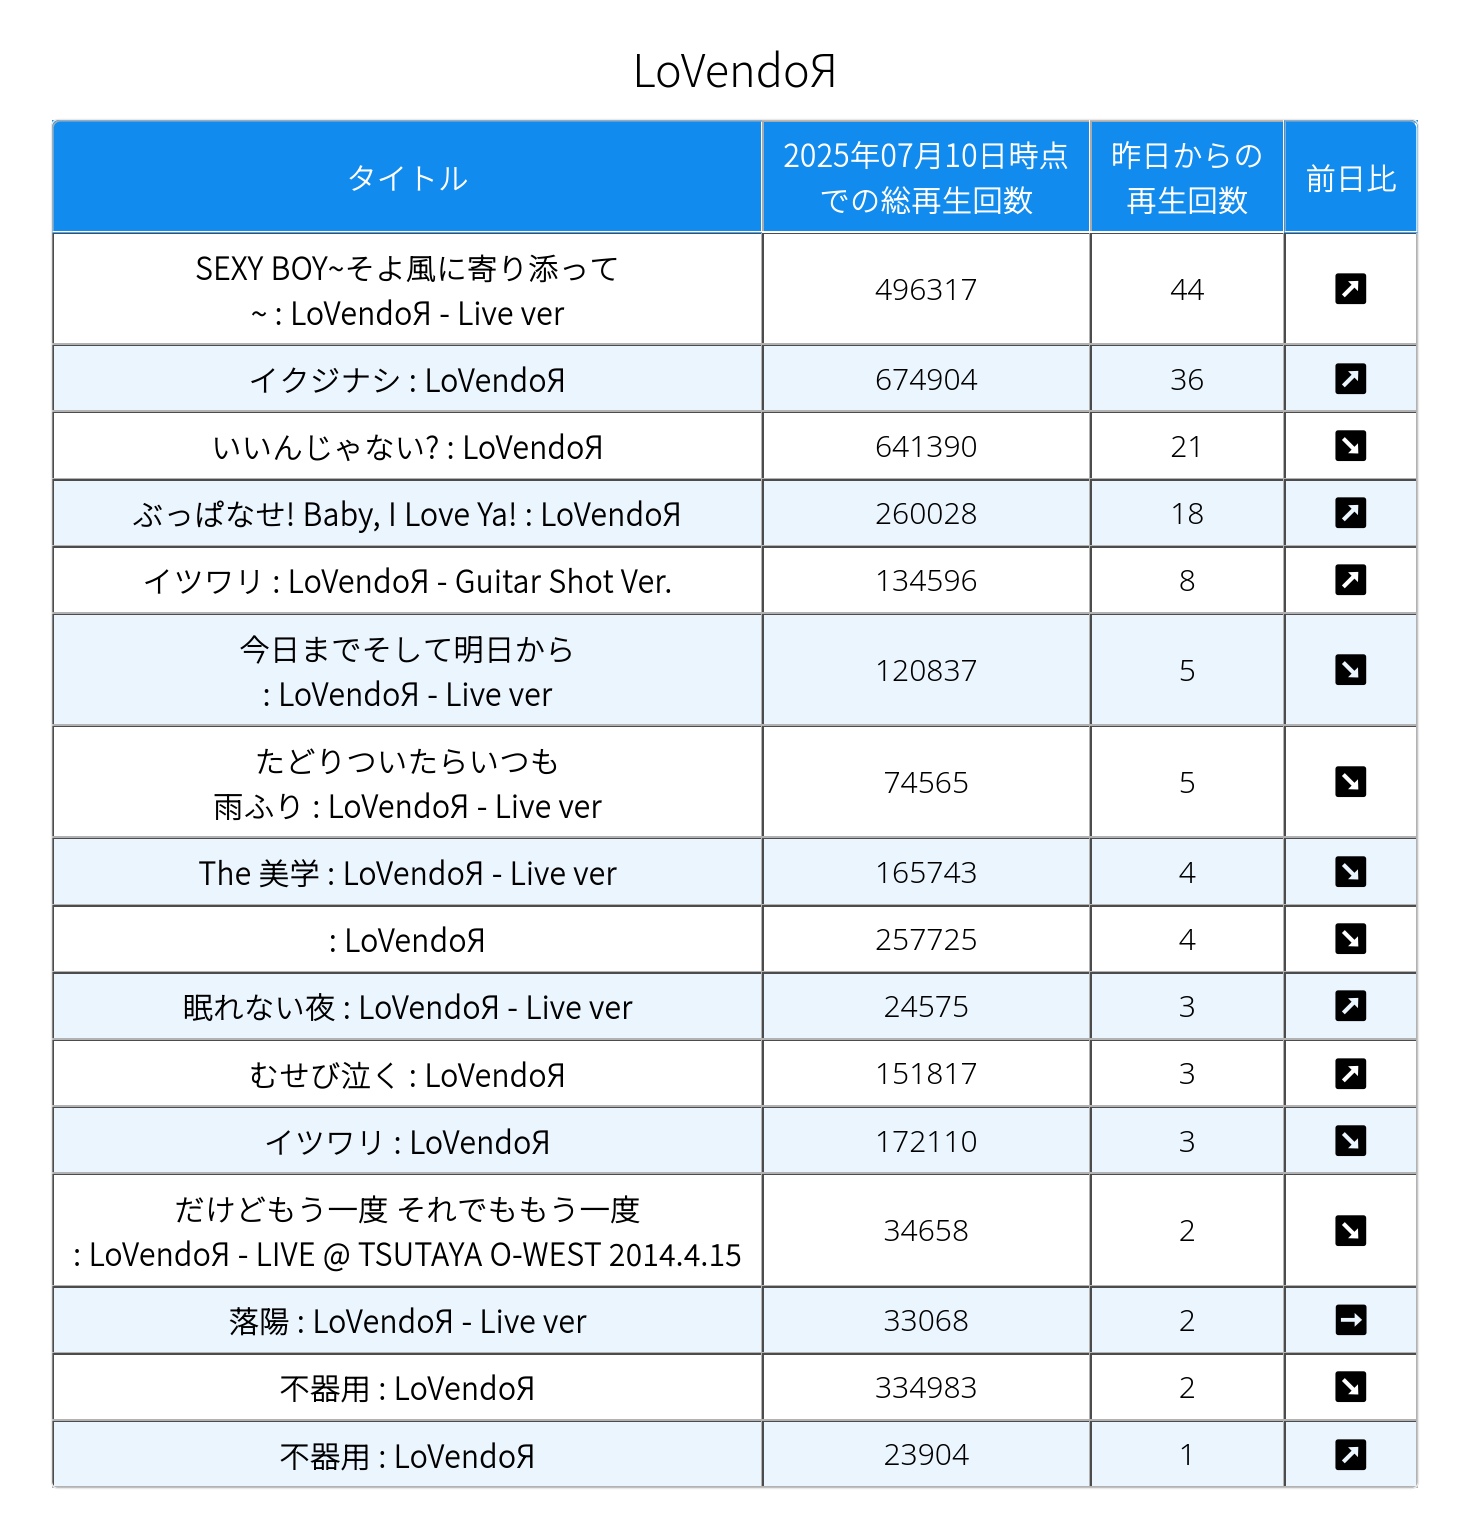 LoVendoЯ
タイトル
2025年07月10日時点
での総再生回数
昨日からの
再生回数
前日比
SEXY BOY~そよ風に寄り添って
~ : LoVendoЯ - Live ver
496317
44
イクジナシ : LoVendoЯ
674904
36
いいんじゃない? : LoVendoЯ
641390
21
ぶっぱなせ! Baby, I Love Ya! : LoVendoЯ
260028
18
イツワリ : LoVendoЯ - Guitar Shot Ver.
134596
8
今日までそして明日から
: LoVendoЯ - Live ver
120837
5
たどりついたらいつも
雨ふり : LoVendoЯ - Live ver
74565
5
The 美学 : LoVendoЯ - Live ver
165743
4
: LoVendoЯ
257725
4
眠れない夜 : LoVendoЯ - Live ver
24575
3
むせび泣く : LoVendoЯ
151817
3
イツワリ : LoVendoЯ
172110
3
だけどもう一度 それでももう一度
: LoVendoЯ - LIVE @ TSUTAYA O-WEST 2014.4.15
34658
2
落陽 : LoVendoЯ - Live ver
33068
2
不器用 : LoVendoЯ
334983
2
不器用 : LoVendoЯ
23904
1